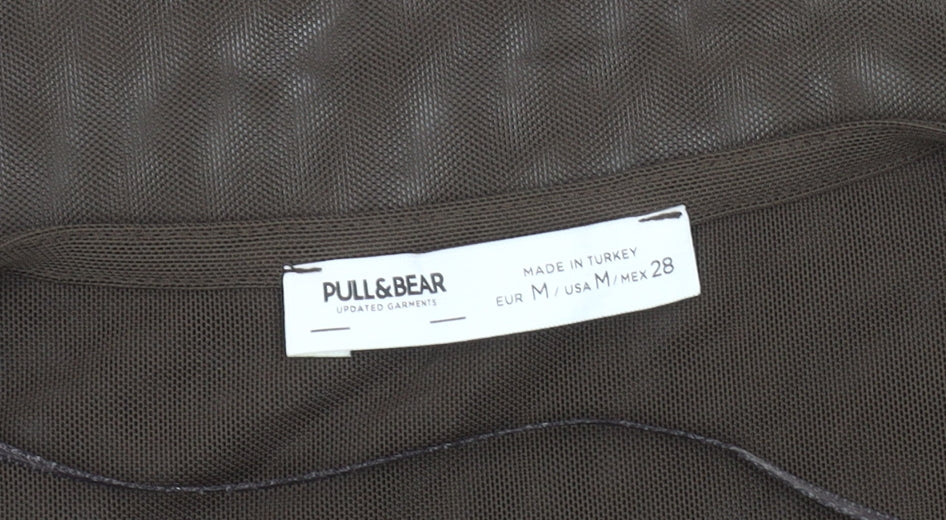 PULL&BEAR
UPDATED GARMENTS
MADE IN TURKEY
EUR M / USA M / MEX 28